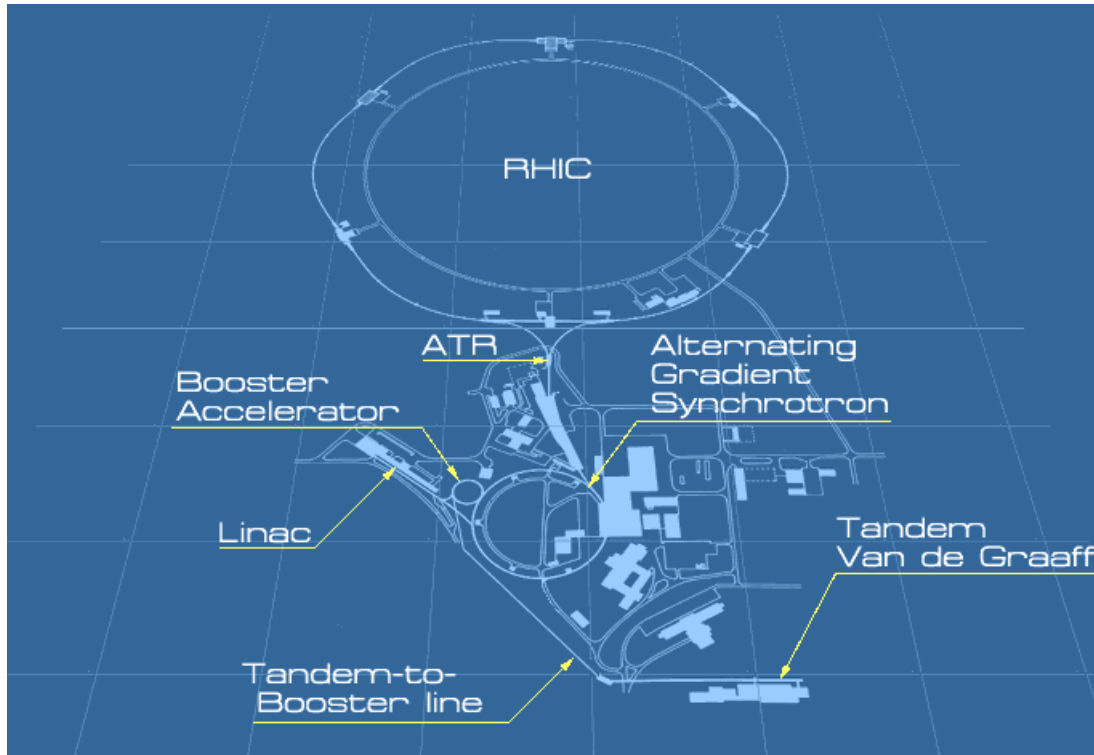 RHIC
ATR
Alternating
Gradient
Synchrotron
Booster
Accelerator
Linac
Tandem
Van de Graaff
Tandem-to-
Booster line